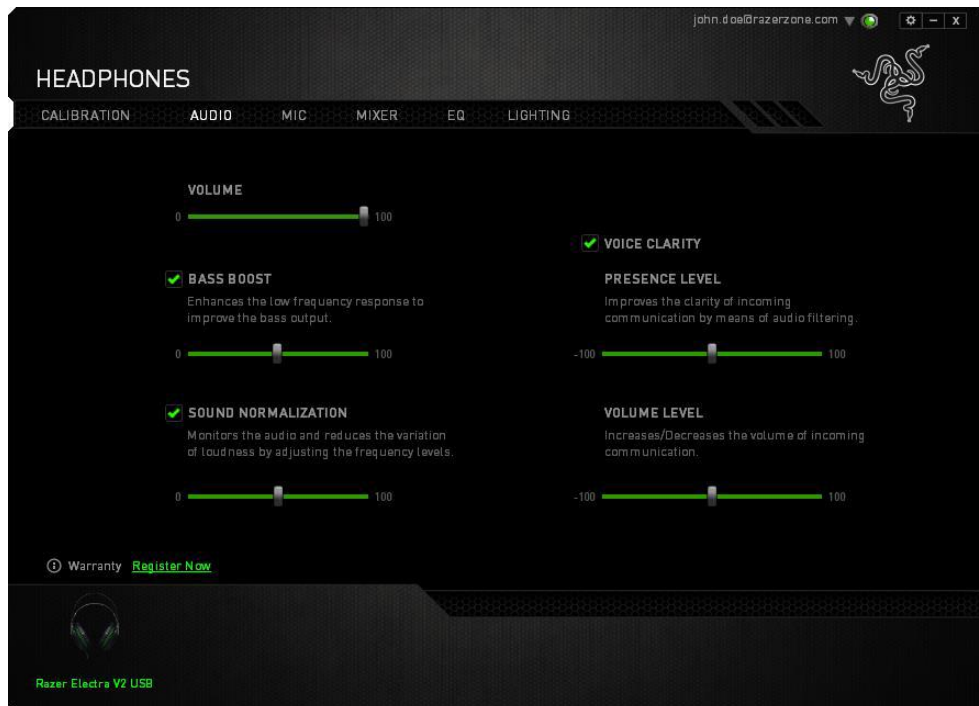 john.doe@razerzone.com
HEADPHONES
CALIBRATION AUDIO MIC MIXER EQ LIGHTING
VOLUME
0 100
BASS BOOST
Enhances the low frequency response to
improve the bass output.
0 100
SOUND NORMALIZATION
Monitors the audio and reduces the variation
of loudness by adjusting the frequency levels.
0 100
VOICE CLARITY
PRESENCE LEVEL
Improves the clarity of incoming
communication by means of audio filtering.
-100 100
VOLUME LEVEL
Increases/Decreases the volume of incoming
communication.
-100 100
Warranty Register Now
Razer Electra V2 USB